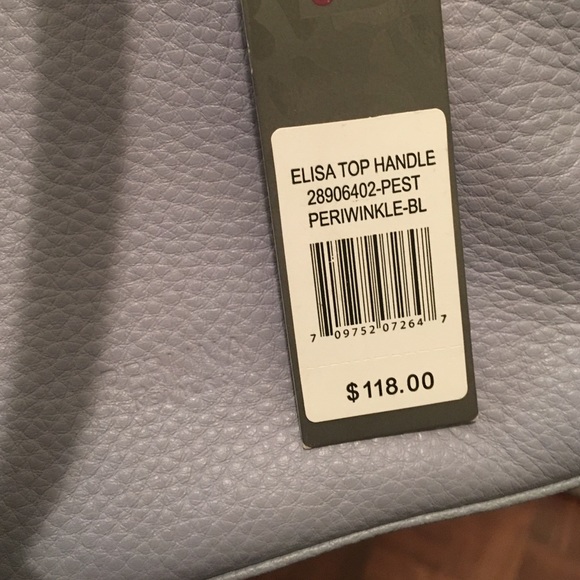 ELISA TOP HANDLE
28906402-PEST
PERIWINKLE-BL
7 09752 07264 7
$118.00